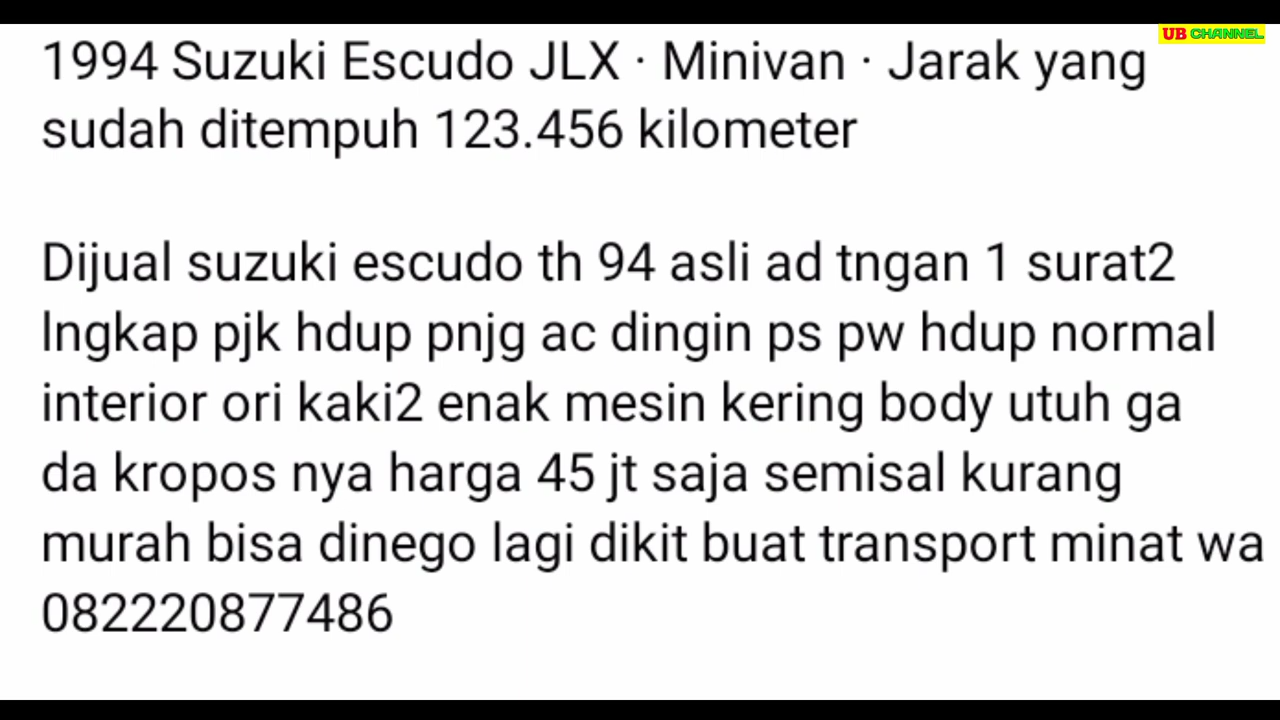 UB CHANNEL
1994 Suzuki Escudo JLX · Minivan · Jarak yang
sudah ditempuh 123.456 kilometer
Dijual suzuki escudo th 94 asli ad tngan 1 surat2
lngkap pjk hdup pnjg ac dingin ps pw hdup normal
interior ori kaki2 enak mesin kering body utuh ga
da kropos nya harga 45 jt saja semisal kurang
murah bisa dinego lagi dikit buat transport minat wa
082220877486